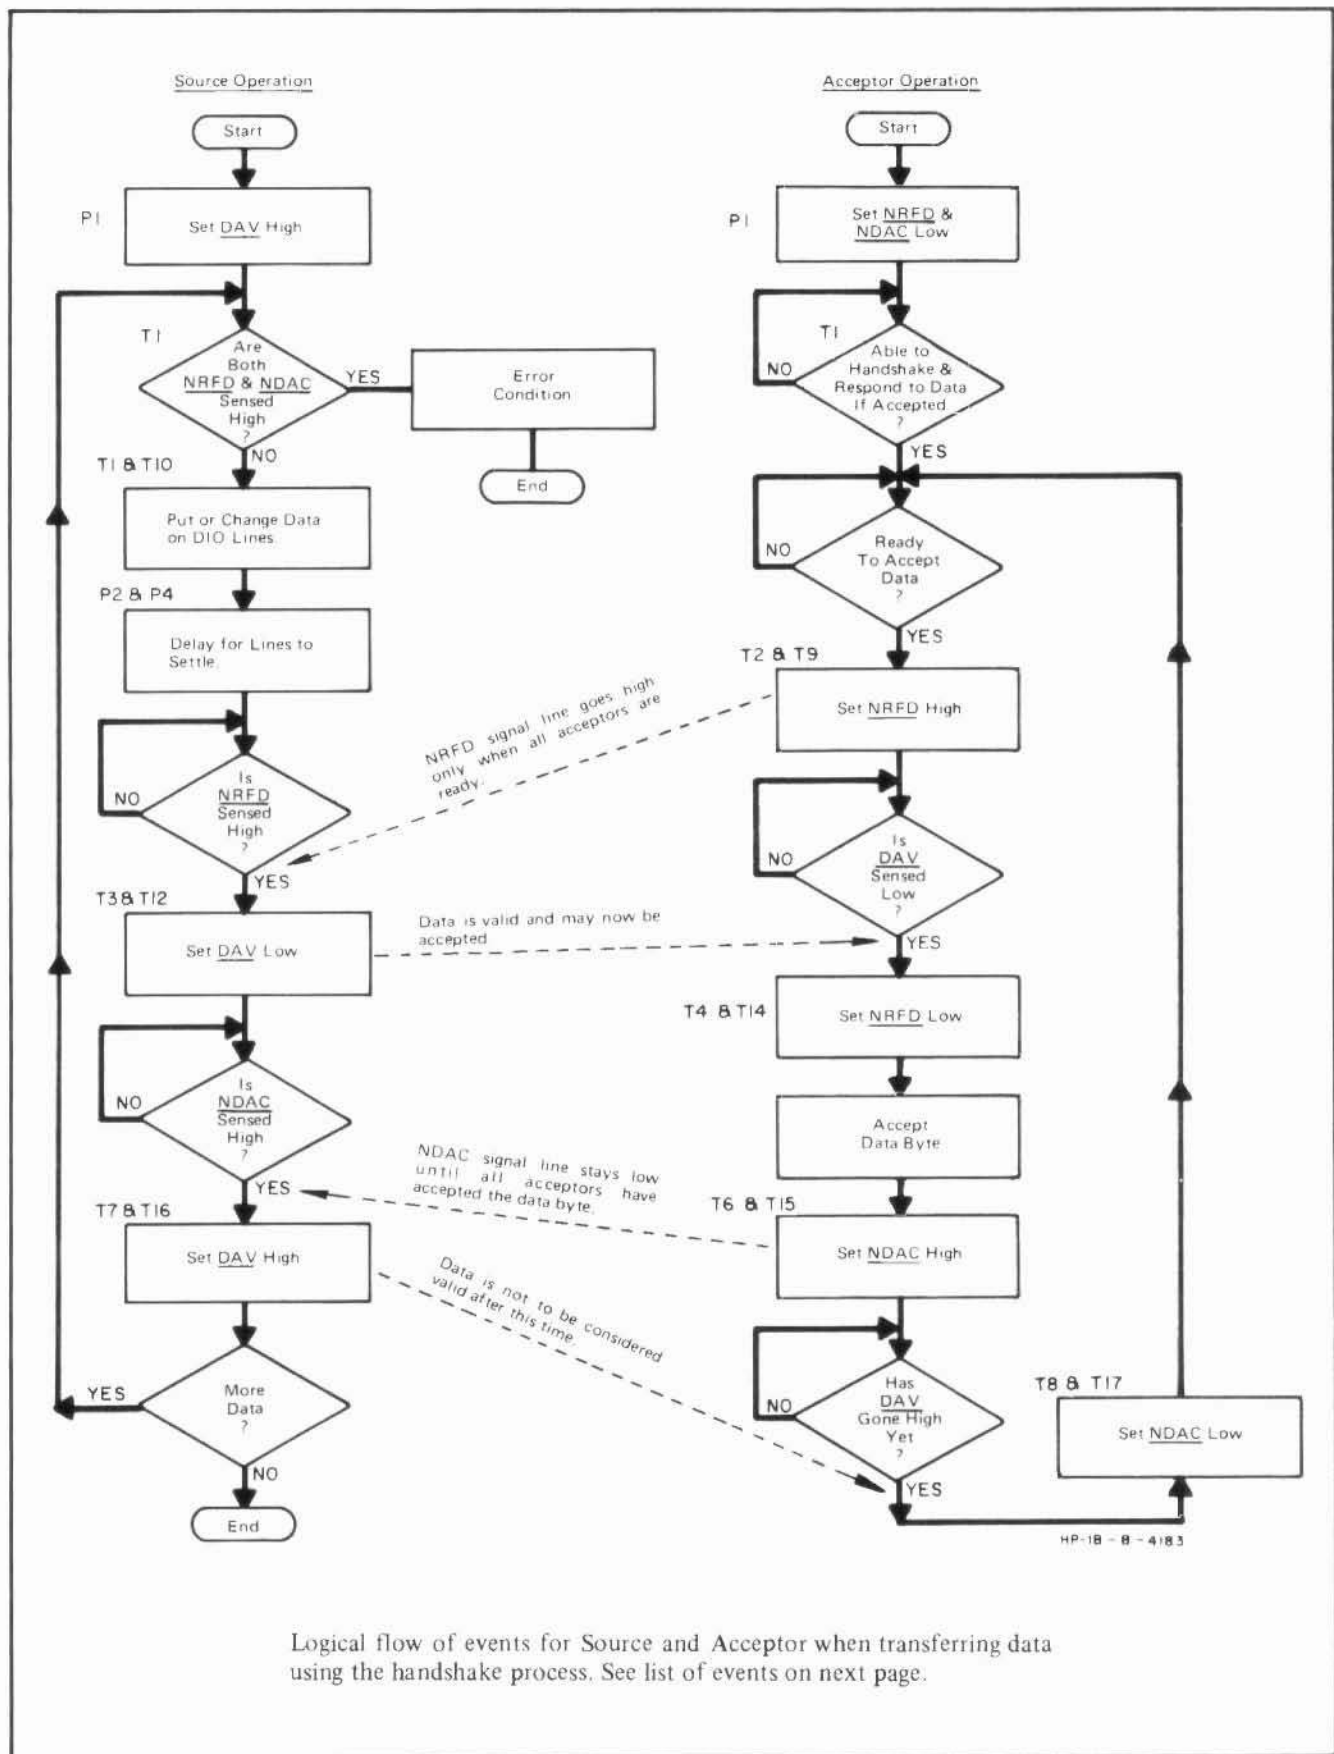 Source Operation
Start
P1
Set DAV High
T1
Are
Both
NRFD & NDAC
Sensed
High
?
YES
Error
Condition
End
NO
T1 & T10
Put or Change Data
on DIO Lines
P2 & P4
Delay for Lines to
Settle.
Is
NRFD
Sensed
High
?
NO
YES
T3 & T12
Set DAV Low
Is
NDAC
Sensed
High
?
NO
YES
T7 & T16
Set DAV High
More
Data
?
YES
NO
End
NRFD signal line goes high
only when all acceptors are
ready.
Data is valid and may now be
accepted
NDAC signal line stays low
until all acceptors have
accepted the data byte.
Data is not to be considered
valid after this time.
Acceptor Operation
Start
P1
Set NRFD &
NDAC Low
T1
Able to
Handshake &
Respond to Data
If Accepted
?
NO
YES
Ready
To Accept
Data
?
NO
YES
T2 & T9
Set NRFD High
Is
DAV
Sensed
Low
?
NO
YES
T4 & T14
Set NRFD Low
Accept
Data Byte
T6 & T15
Set NDAC High
Has
DAV
Gone High
Yet
?
NO
YES
T8 & T17
Set NDAC Low
HP-1B - B - 4183
Logical flow of events for Source and Acceptor when transferring data
using the handshake process. See list of events on next page.